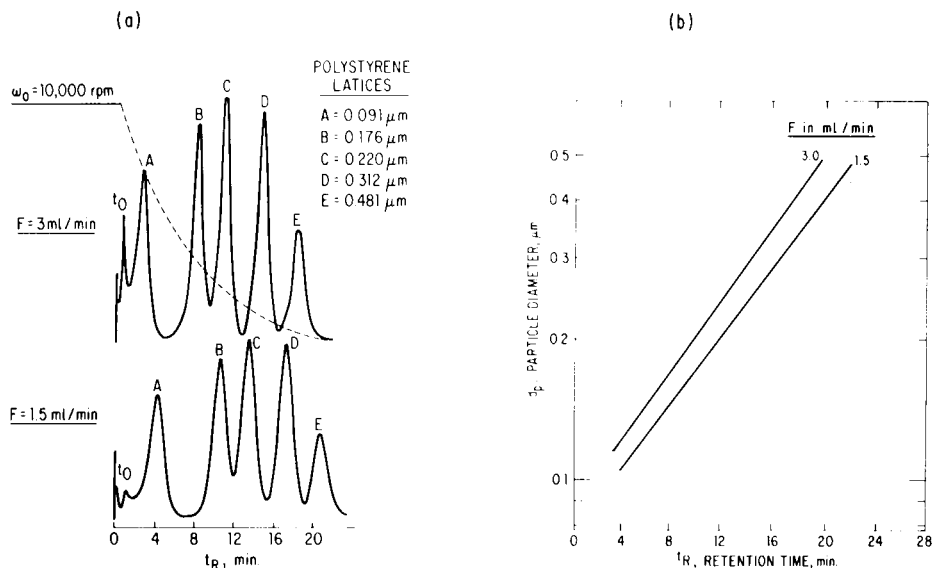 (a)
POLYSTYRENE
LATICES
A = 0.091 μm
B = 0.176 μm
C = 0.220 μm
D = 0.312 μm
E = 0.481 μm
ω0 = 10,000 rpm
t0
A
B
C
D
E
F = 3 ml/min
t0
A
B
C
D
E
F = 1.5 ml/min
0 4 8 12 16 20
tR, min.
(b)
F in ml/min
3.0
1.5
0.5
0.4
0.3
0.2
0.1
dp, PARTICLE DIAMETER, μm
0 4 8 12 16 20 24 28
tR, RETENTION TIME, min.